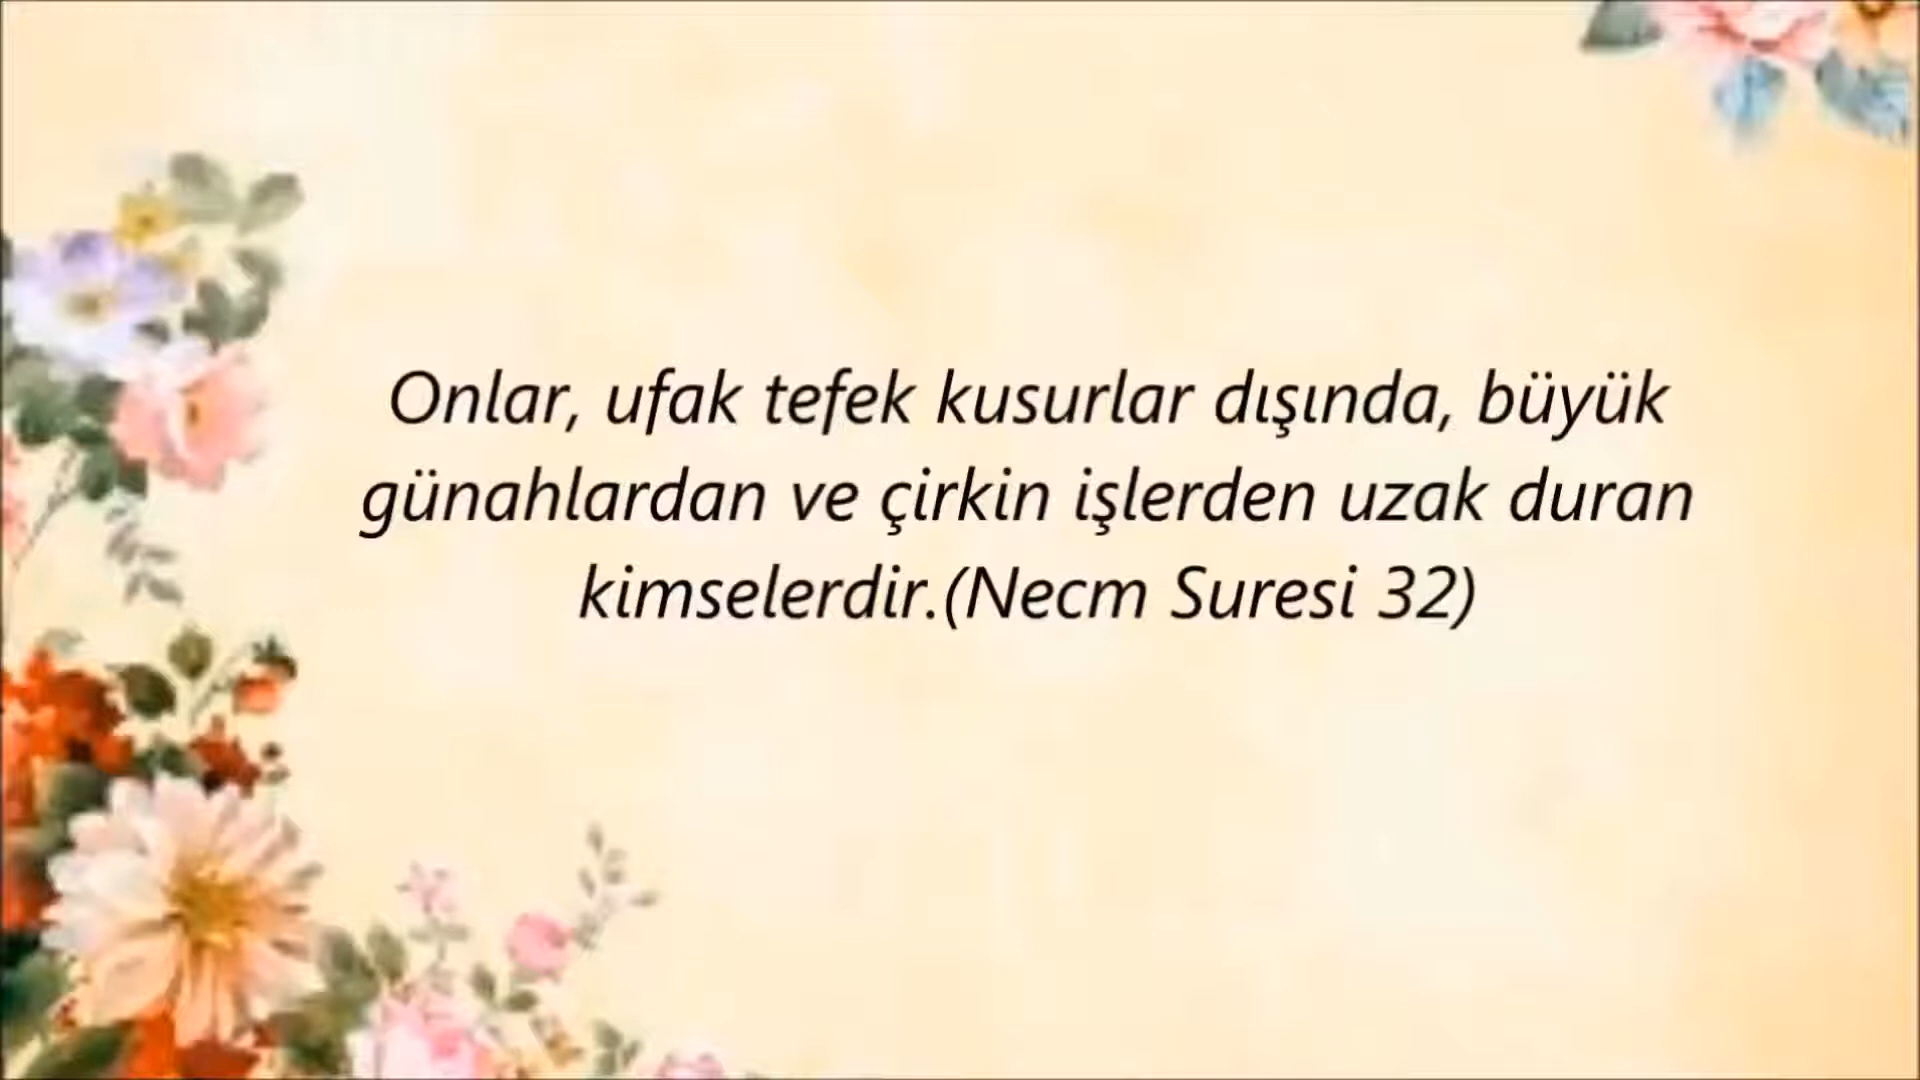 Onlar, ufak tefek kusurlar dışında, büyük
günahlardan ve çirkin işlerden uzak duran
kimselerdir.(Necm Suresi 32)